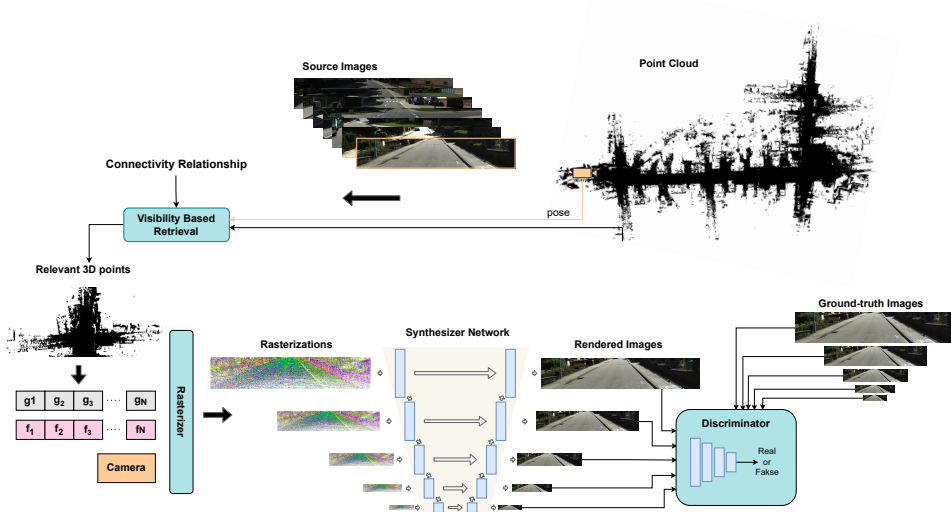 Source Images
Point Cloud
Connectivity Relationship
pose
Visibility Based
Retrieval
Relevant 3D points
Ground-truth Images
Rasterizations
Synthesizer Network
Rendered Images
Rasterizer
g1 g2 g3 ···· gN
f1 f2 f3 ···· fN
Camera
Discriminator
Real
or
Fakse